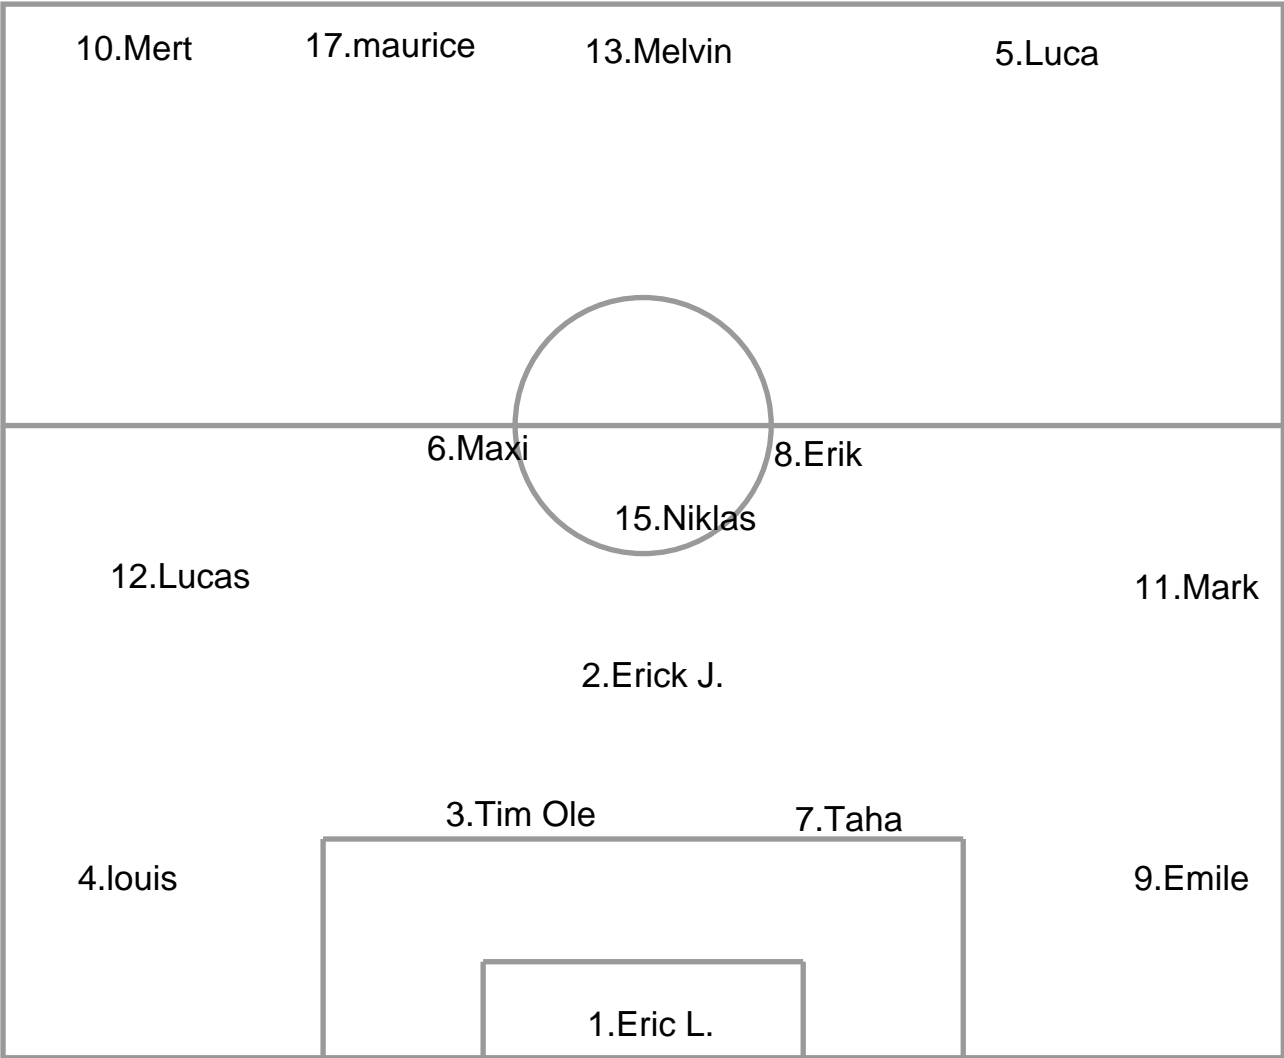 10.Mert
17.maurice
13.Melvin
5.Luca
6.Maxi
8.Erik
15.Niklas
12.Lucas
11.Mark
2.Erick J.
3.Tim Ole
7.Taha
4.louis
9.Emile
1.Eric L.